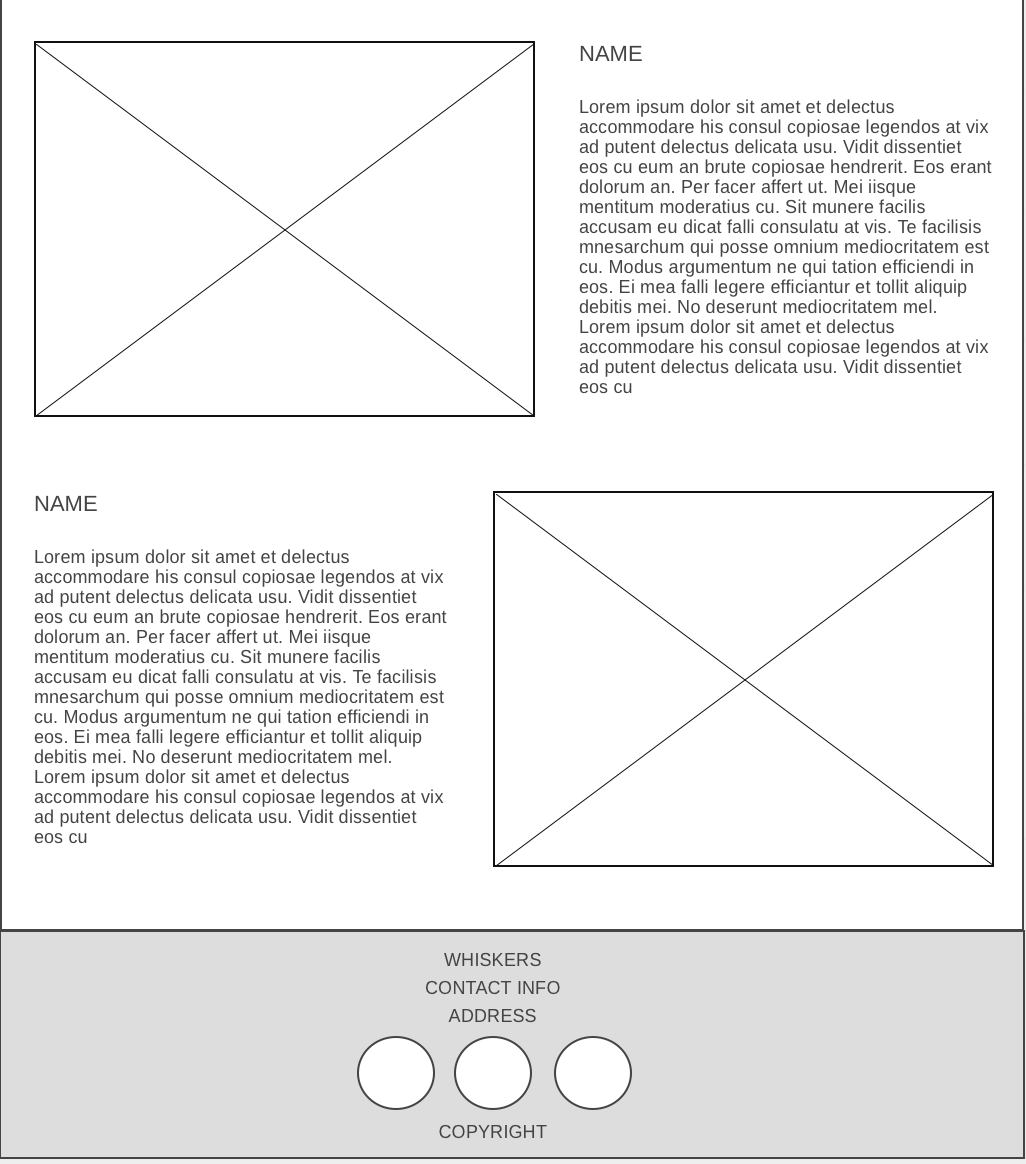 NAME
Lorem ipsum dolor sit amet et delectus
accommodare his consul copiosae legendos at vix
ad putent delectus delicata usu. Vidit dissentiet
eos cu eum an brute copiosae hendrerit. Eos erant
dolorum an. Per facer affert ut. Mei iisque
mentitum moderatius cu. Sit munere facilis
accusam eu dicat falli consulatu at vis. Te facilisis
mnesarchum qui posse omnium mediocritatem est
cu. Modus argumentum ne qui tation efficiendi in
eos. Ei mea falli legere efficiantur et tollit aliquip
debitis mei. No deserunt mediocritatem mel.
Lorem ipsum dolor sit amet et delectus
accommodare his consul copiosae legendos at vix
ad putent delectus delicata usu. Vidit dissentiet
eos cu
NAME
Lorem ipsum dolor sit amet et delectus
accommodare his consul copiosae legendos at vix
ad putent delectus delicata usu. Vidit dissentiet
eos cu eum an brute copiosae hendrerit. Eos erant
dolorum an. Per facer affert ut. Mei iisque
mentitum moderatius cu. Sit munere facilis
accusam eu dicat falli consulatu at vis. Te facilisis
mnesarchum qui posse omnium mediocritatem est
cu. Modus argumentum ne qui tation efficiendi in
eos. Ei mea falli legere efficiantur et tollit aliquip
debitis mei. No deserunt mediocritatem mel.
Lorem ipsum dolor sit amet et delectus
accommodare his consul copiosae legendos at vix
ad putent delectus delicata usu. Vidit dissentiet
eos cu
WHISKERS
CONTACT INFO
ADDRESS
COPYRIGHT